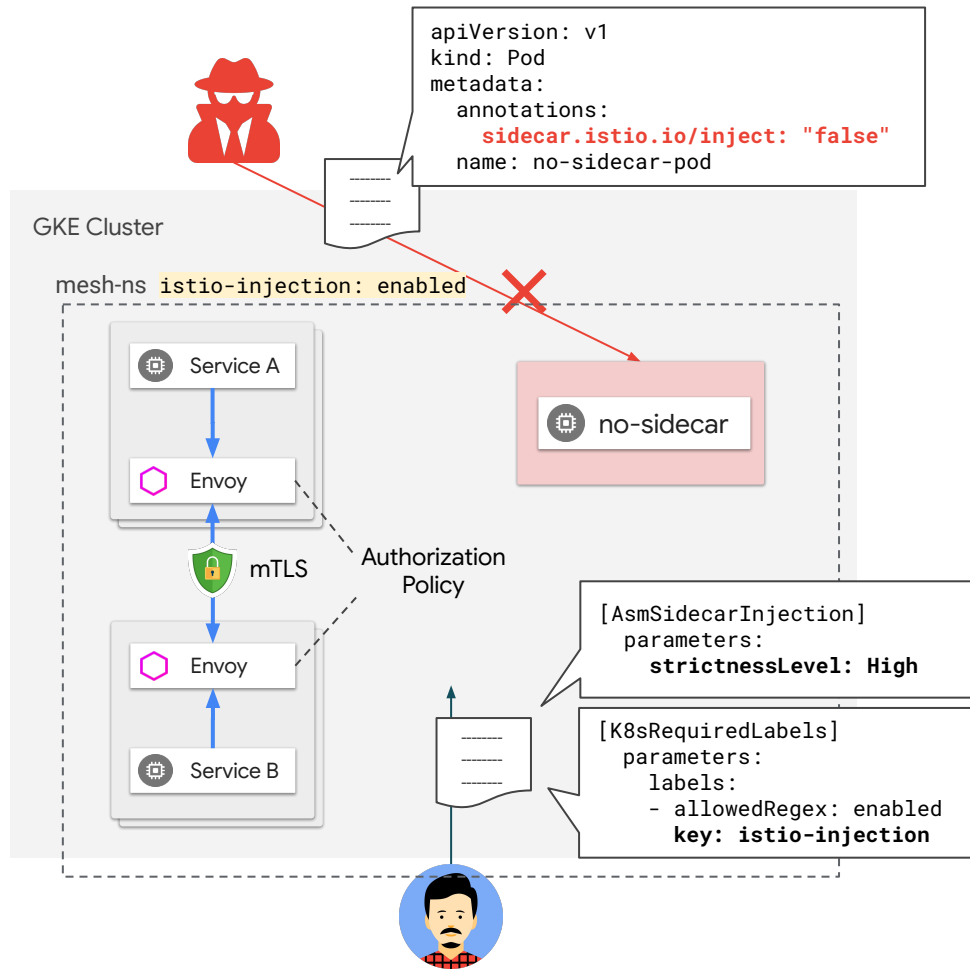 apiVersion: v1
kind: Pod
metadata:
  annotations:
    sidecar.istio.io/inject: "false"
  name: no-sidecar-pod
GKE Cluster
mesh-ns istio-injection: enabled
Service A
no-sidecar
Envoy
mTLS
Authorization
Policy
Envoy
Service B
[AsmSidecarInjection]
  parameters:
    strictnessLevel: High
[K8sRequiredLabels]
  parameters:
    labels:
    - allowedRegex: enabled
      key: istio-injection